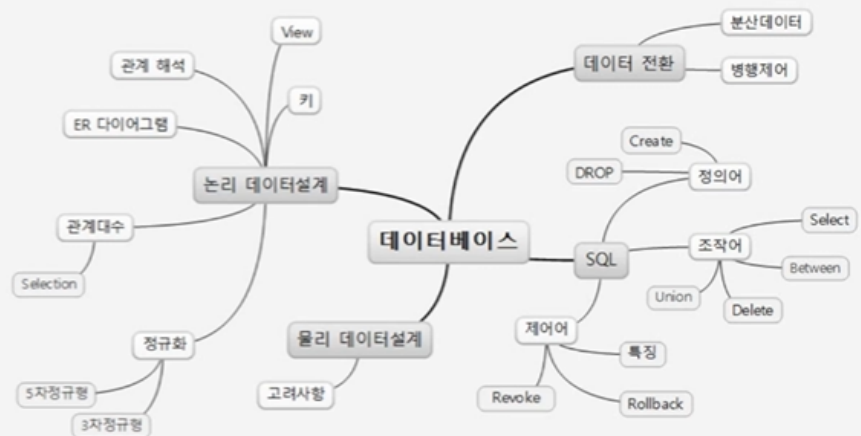 View
관계 해석
키
ER 다이어그램
논리 데이터설계
관계대수
Selection
정규화
5차정규형
3차정규형
데이터베이스
물리 데이터설계
고려사항
분산데이터
데이터 전환
병행제어
Create
DROP
정의어
SQL
조작어
Select
Between
Union
Delete
제어어
특징
Revoke
Rollback